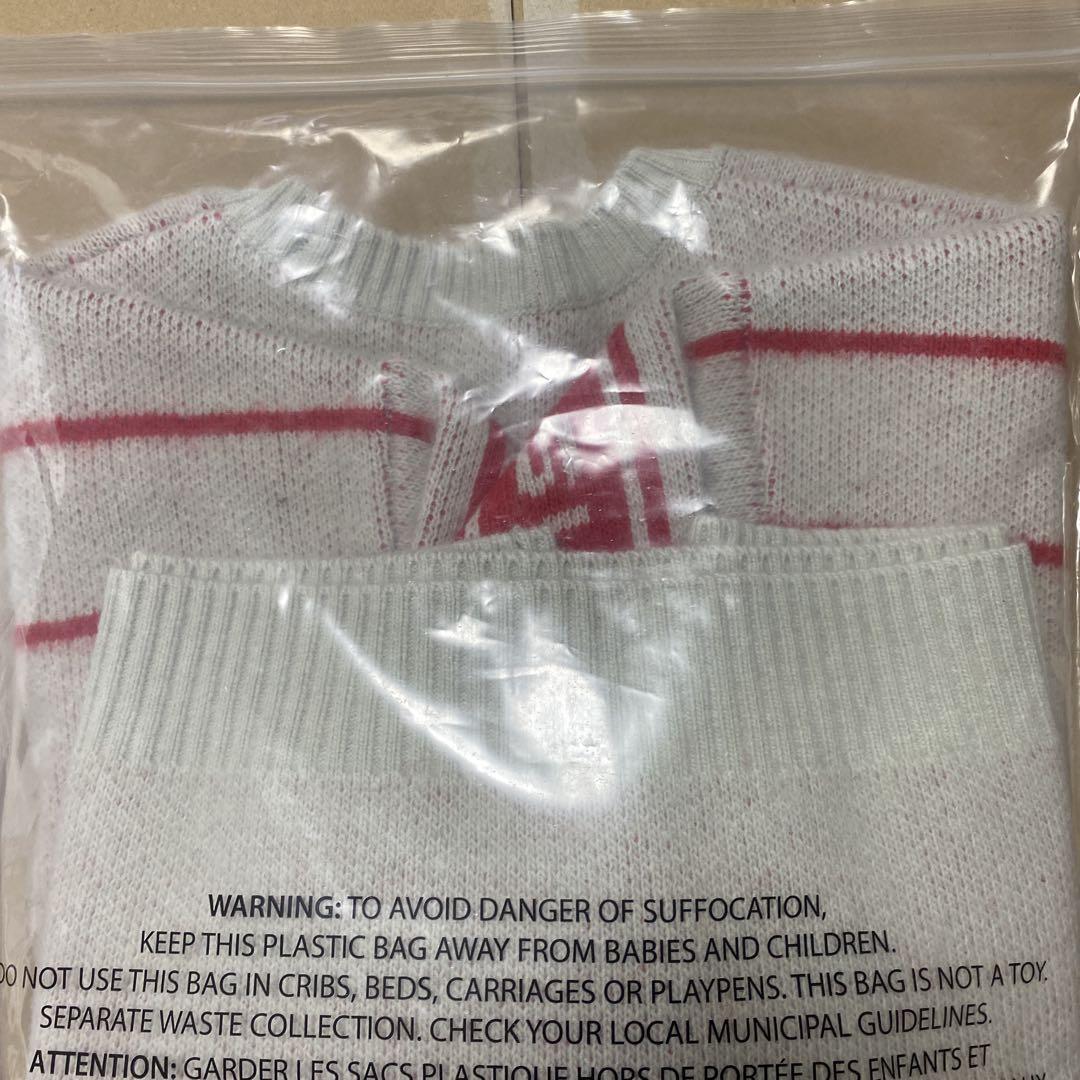 WARNING: TO AVOID DANGER OF SUFFOCATION,
KEEP THIS PLASTIC BAG AWAY FROM BABIES AND CHILDREN.
DO NOT USE THIS BAG IN CRIBS, BEDS, CARRIAGES OR PLAYPENS. THIS BAG IS NOT A TOY.
SEPARATE WASTE COLLECTION. CHECK YOUR LOCAL MUNICIPAL GUIDELINES.
ATTENTION: GARDER LES SACS PLASTIQUE HORS DE PORTÉE DES ENFANTS ET